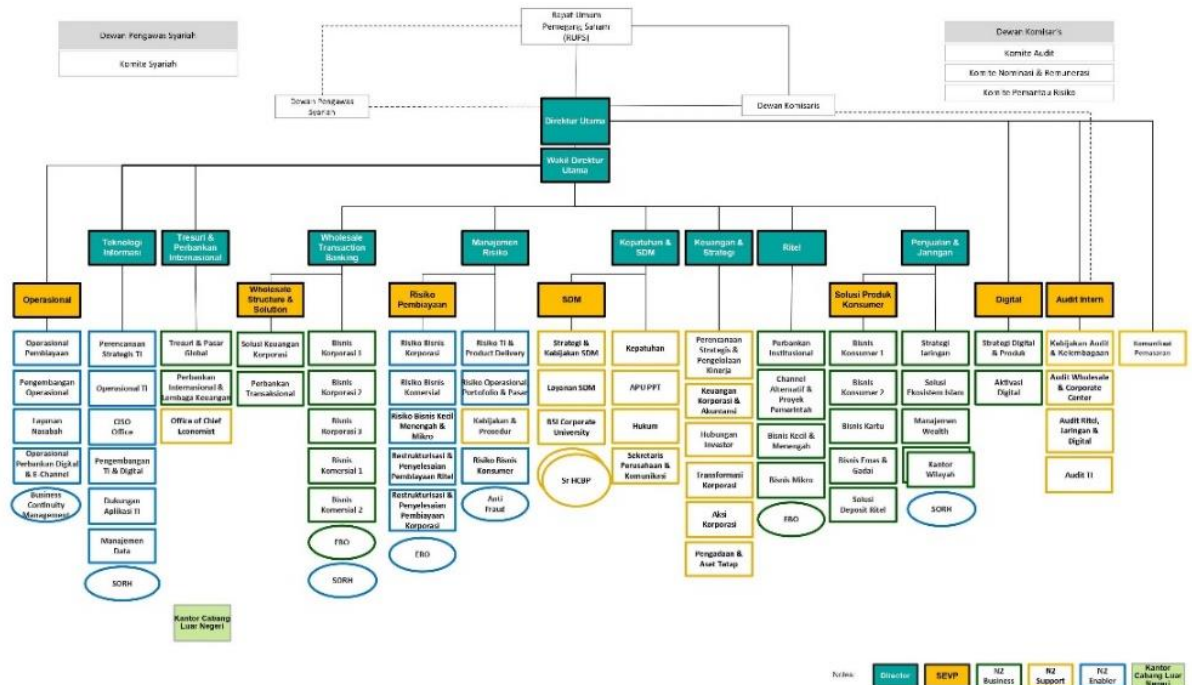 Rapat Umum
Pemegang Saham
(RUPS)
Dewan Pengawas Syariah
Komite Syariah
Dewan Komisaris
Komite Audit
Komite Nominasi & Remunerasi
Komite Pemantau Risiko
Dewan Pengawas
Syariah
Dewan Komisaris
Direktur Utama
Wakil Direktur
Utama
Teknologi
Informasi
Tresuri &
Perbankan
Internasional
Wholesale
Transaction
Banking
Manajemen
Risiko
Kepatuhan &
SDM
Keuangan &
Strategi
Ritel
Penjualan &
Jaringan
Operasional
Wholesale
Structure &
Solution
Risiko
Pembiayaan
SDM
Solusi Produk
Konsumer
Digital
Audit Intern
Operasional
Pembiayaan
Pengembangan
Operasional
Layanan
Nasabah
Operasional
Perbankan Digital
& E-Channel
Business
Continuity
Management
Perencanaan
Strategis TI
Operasional TI
CISO
Office
Pengembangan
TI & Digital
Dukungan
Aplikasi TI
Manajemen
Data
SORH
Tresuri & Pasar
Global
Perbankan
Internasional &
Lembaga Keuangan
Office of Chief
Economist
Kantor Cabang
Luar Negeri
Solusi Keuangan
Korporasi
Perbankan
Transaksional
Bisnis
Korporasi 1
Bisnis
Korporasi 2
Bisnis
Korporasi 3
Bisnis
Komersial 1
Bisnis
Komersial 2
EBO
SORH
Risiko Bisnis
Korporasi
Risiko Bisnis
Komersial
Risiko Bisnis Kecil
Menengah &
Mikro
Restrukturisasi &
Penyelesaian
Pembiayaan Ritel
Restrukturisasi &
Penyelesaian
Pembiayaan
Korporasi
EBO
Risiko TI &
Product Delivery
Risiko Operasional
Portofolio & Pasar
Kebijakan &
Prosedur
Risiko Bisnis
Konsumer
Anti
Fraud
Strategi &
Kebijakan SDM
Layanan SDM
BSI Corporate
University
Sr HCBP
Kepatuhan
APU PPT
Hukum
Sekretaris
Perusahaan &
Komunikasi
Perencanaan
Strategis &
Pengelolaan
Kinerja
Keuangan
Korporasi &
Akuntansi
Hubungan
Investor
Transformasi
Korporasi
Aksi
Korporasi
Pengadaan &
Aset Tetap
Perbankan
Institusional
Channel
Alternatif &
Proyek
Pemerintah
Bisnis Kecil &
Menengah
Bisnis Mikro
EBO
Bisnis
Konsumer 1
Bisnis
Konsumer 2
Bisnis Kartu
Bisnis Emas &
Gadai
Solusi
Deposit Ritel
Strategi
Jaringan
Solusi
Ekosistem Islam
Manajemen
Wealth
Kantor
Wilayah
SORH
Strategi Digital
& Produk
Aktivasi
Digital
Kebijakan Audit
& Kelembagaan
Audit Wholesale
& Corporate
Center
Audit Ritel,
Jaringan &
Digital
Audit TI
Komunikasi
Pemasaran
Notes:
Director
SEVP
N2
Business
N2
Support
N2
Enabler
Kantor
Cabang Luar
Negeri